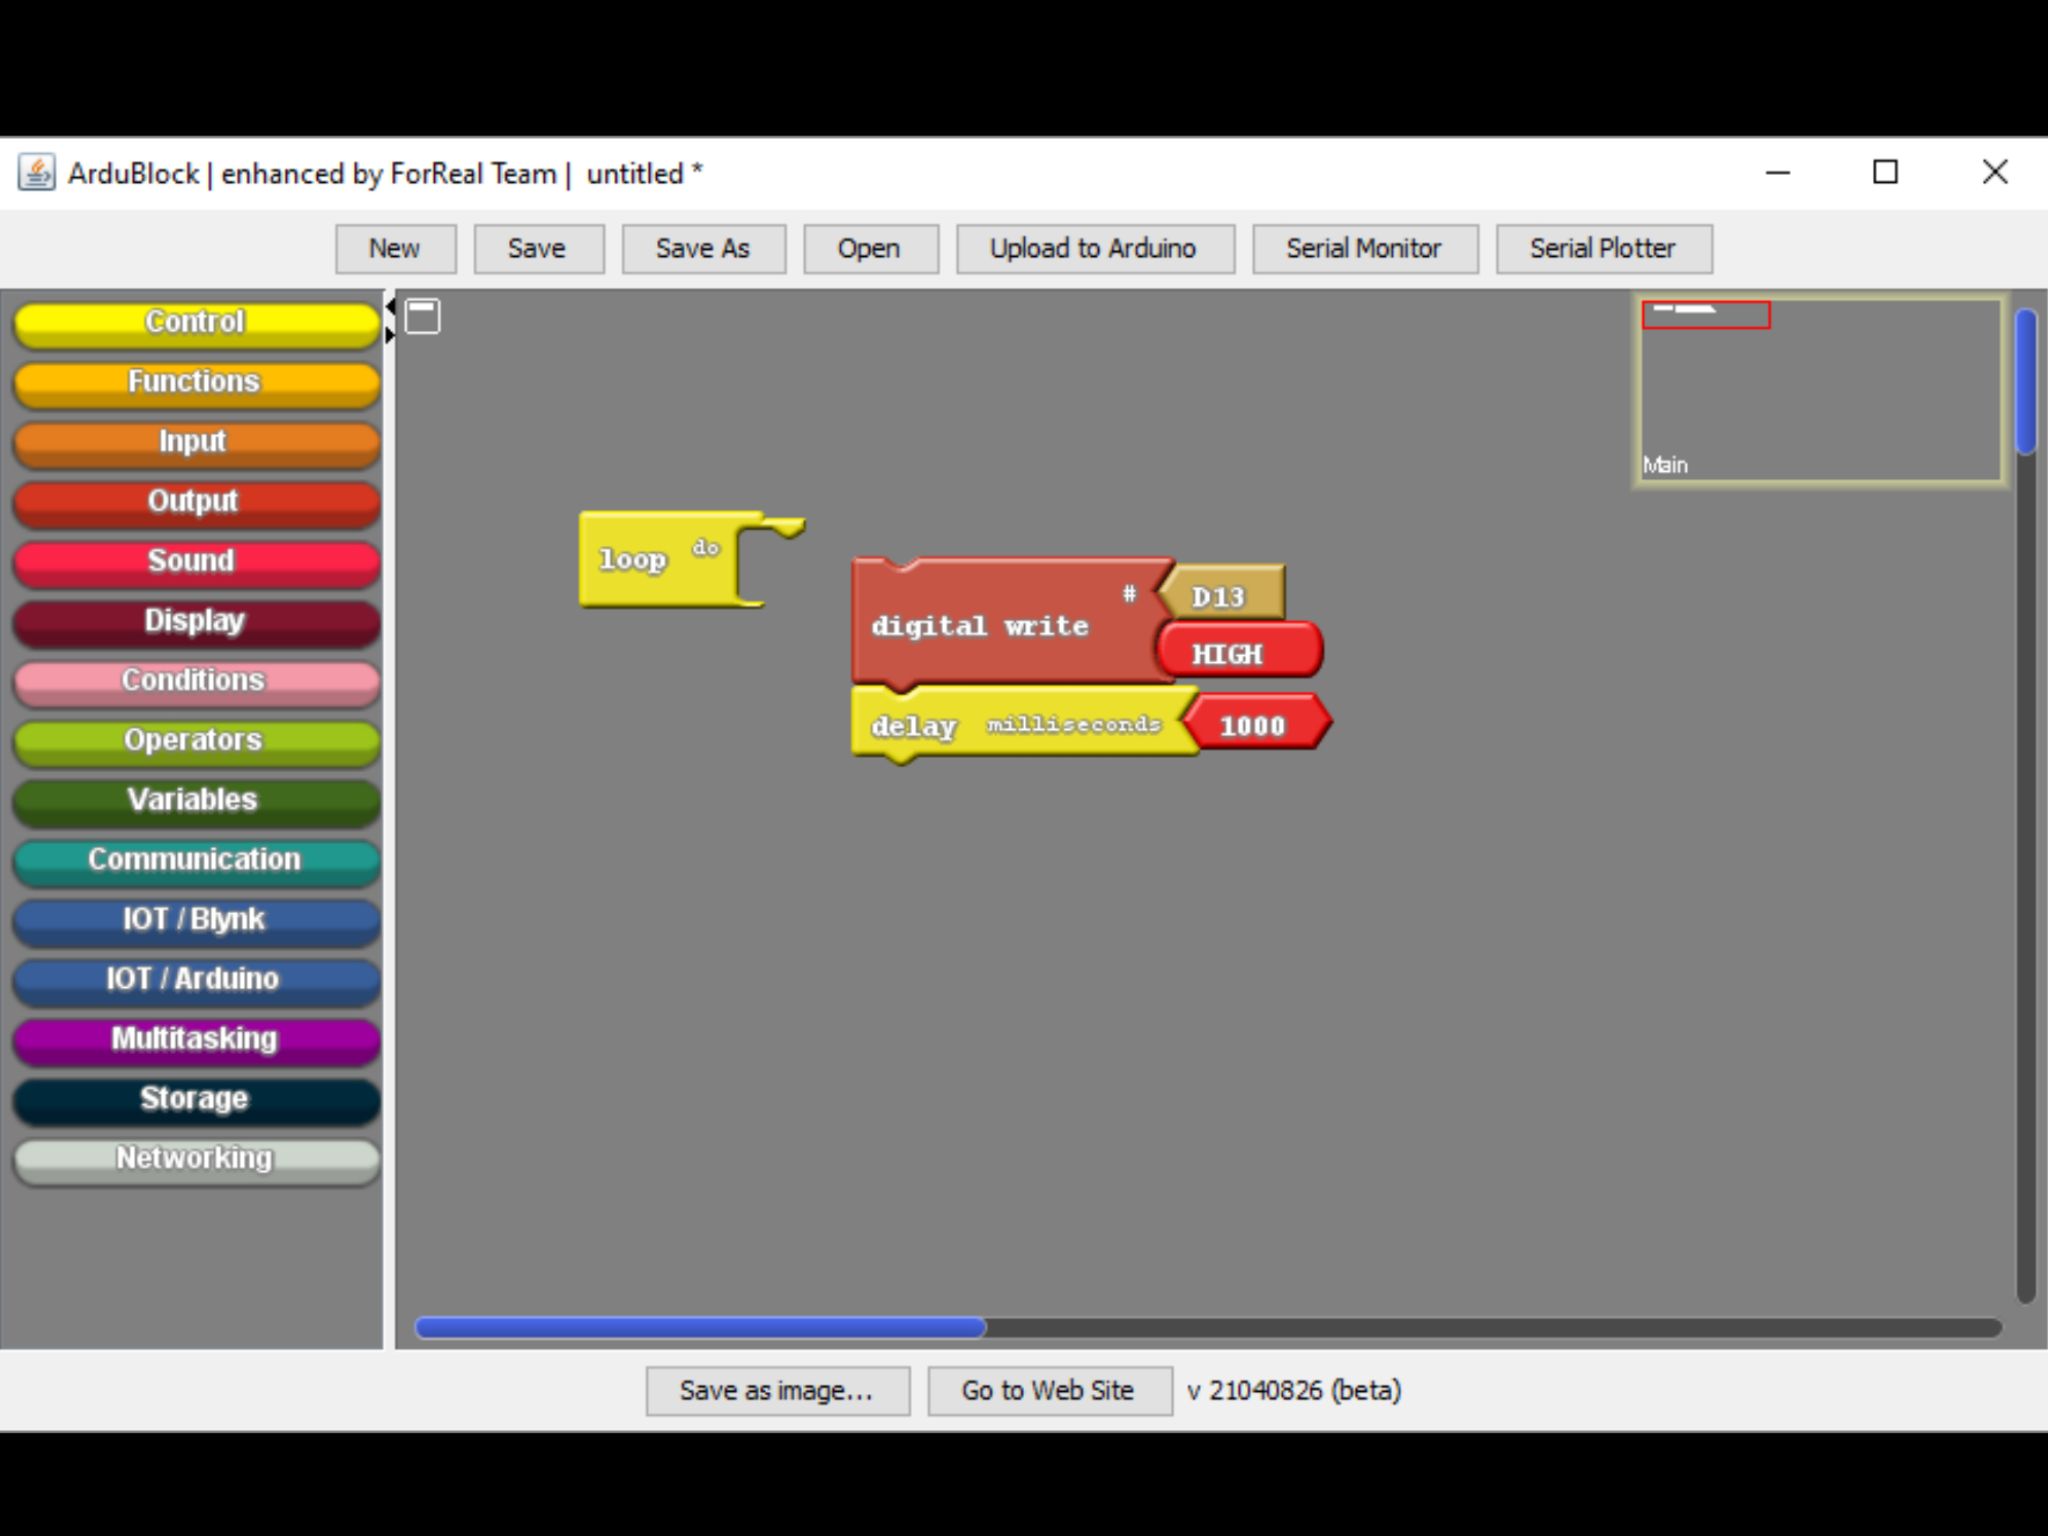 ArduBlock | enhanced by ForReal Team | untitled *
New Save Save As Open Upload to Arduino Serial Monitor Serial Plotter
Control
Functions
Input
Output
Sound
Display
Conditions
Operators
Variables
Communication
IOT / Blynk
IOT / Arduino
Multitasking
Storage
Networking
Main
loop do
# D13
digital write
HIGH
delay milliseconds 1000
Save as image... Go to Web Site v 21040826 (beta)